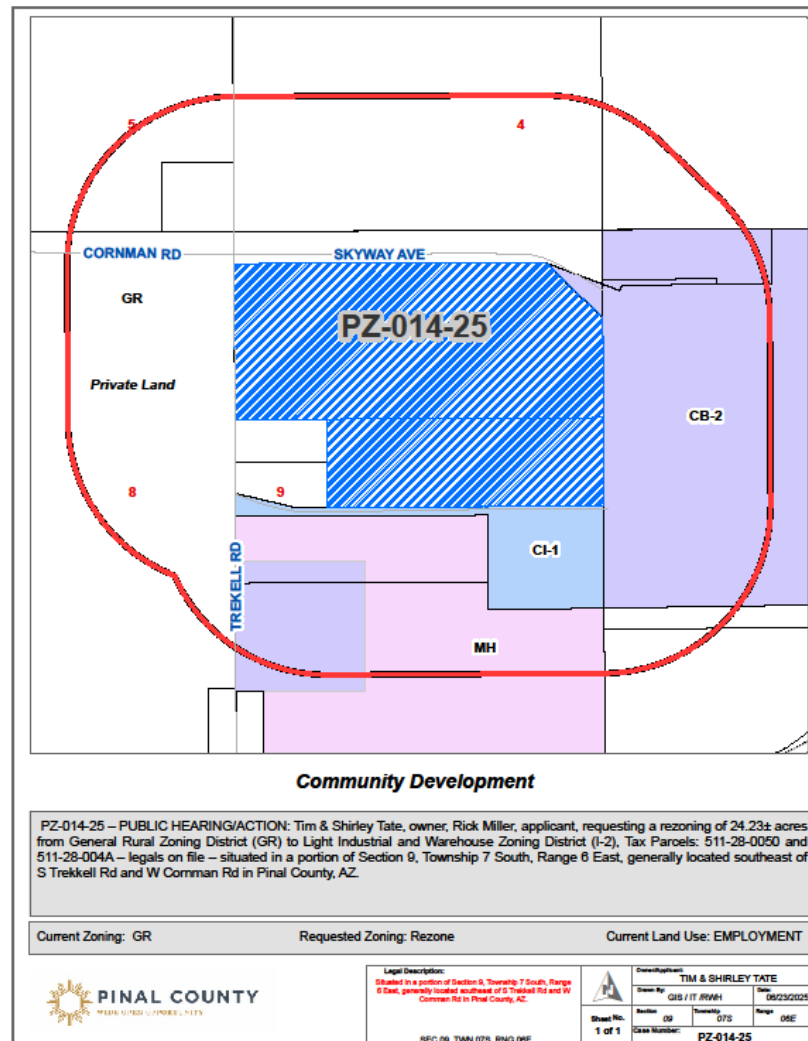 5
4
CORNMAN RD
SKYWAY AVE
GR
PZ-014-25
Private Land
CB-2
8
9
CI-1
TREKELL RD
MH
Community Development
PZ-014-25 – PUBLIC HEARING/ACTION: Tim & Shirley Tate, owner, Rick Miller, applicant, requesting a rezoning of 24.23± acres
from General Rural Zoning District (GR) to Light Industrial and Warehouse Zoning District (I-2), Tax Parcels: 511-28-0050 and
511-28-004A – legals on file – situated in a portion of Section 9, Township 7 South, Range 6 East, generally located southeast of
S Trekkell Rd and W Cornman Rd in Pinal County, AZ.
Current Zoning: GR Requested Zoning: Rezone Current Land Use: EMPLOYMENT
PINAL COUNTY
WIDE OPEN OPPORTUNITY
Legal Description:
Situated in a portion of Section 9, Township 7 South, Range
6 East, generally located southeast of S Trekkell Rd and W
Cornman Rd in Pinal County, AZ.
SEC 09, TWN 07S, RNG 06E
Sheet No.
1 of 1
Owner/Applicant:
TIM & SHIRLEY TATE
Drawn By: Date:
GIS / IT /RWH 06/23/2025
Section Township Range
09 07S 06E
Case Number:
PZ-014-25